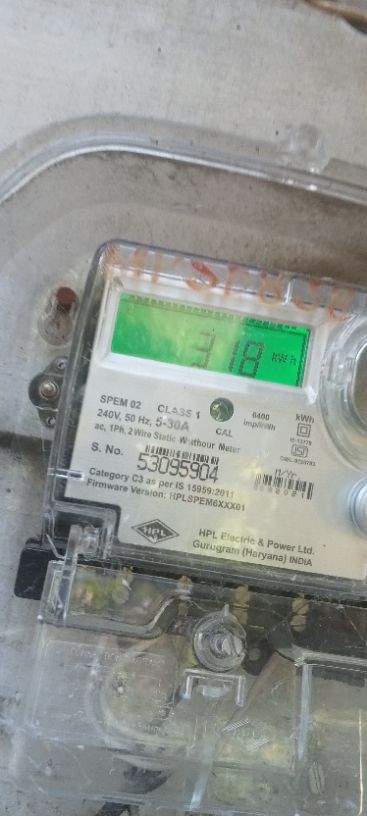 SPEM 02 CLASS 1 6400 kWh
240V, 50 Hz, 5-30A CAL imp/kWh
ac, 1Ph, 2 Wire Static Watthour Meter
S. No. 53095904 M/Yr.
Category C3 as per IS 15959:2011
Firmware Version: HPLSPEM6XXX01
HPL HPL Electric & Power Ltd.
Gurugram (Haryana) INDIA